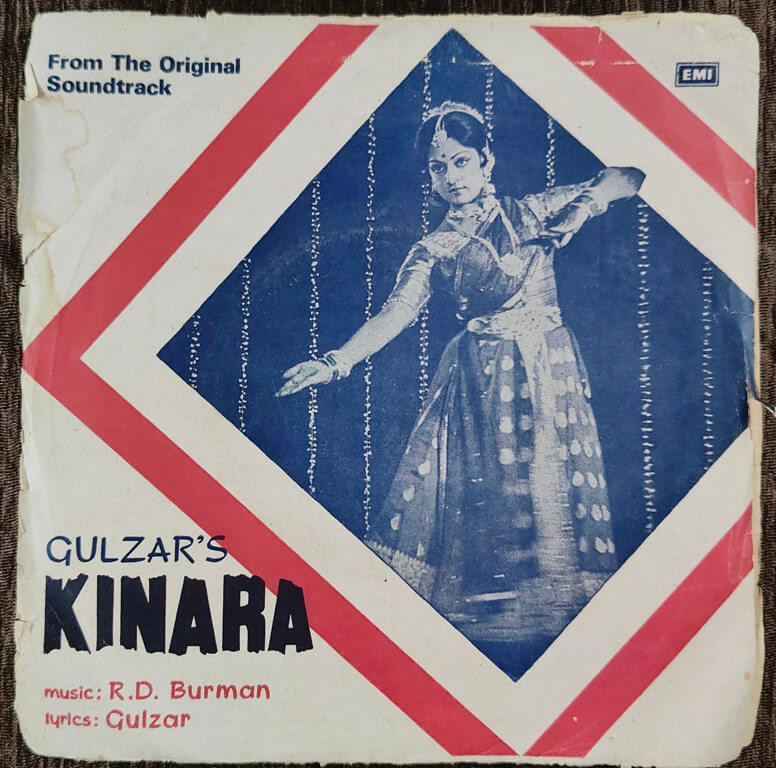 From The Original
Soundtrack
EMI
GULZAR'S
KINARA
music: R.D. Burman
lyrics: Gulzar